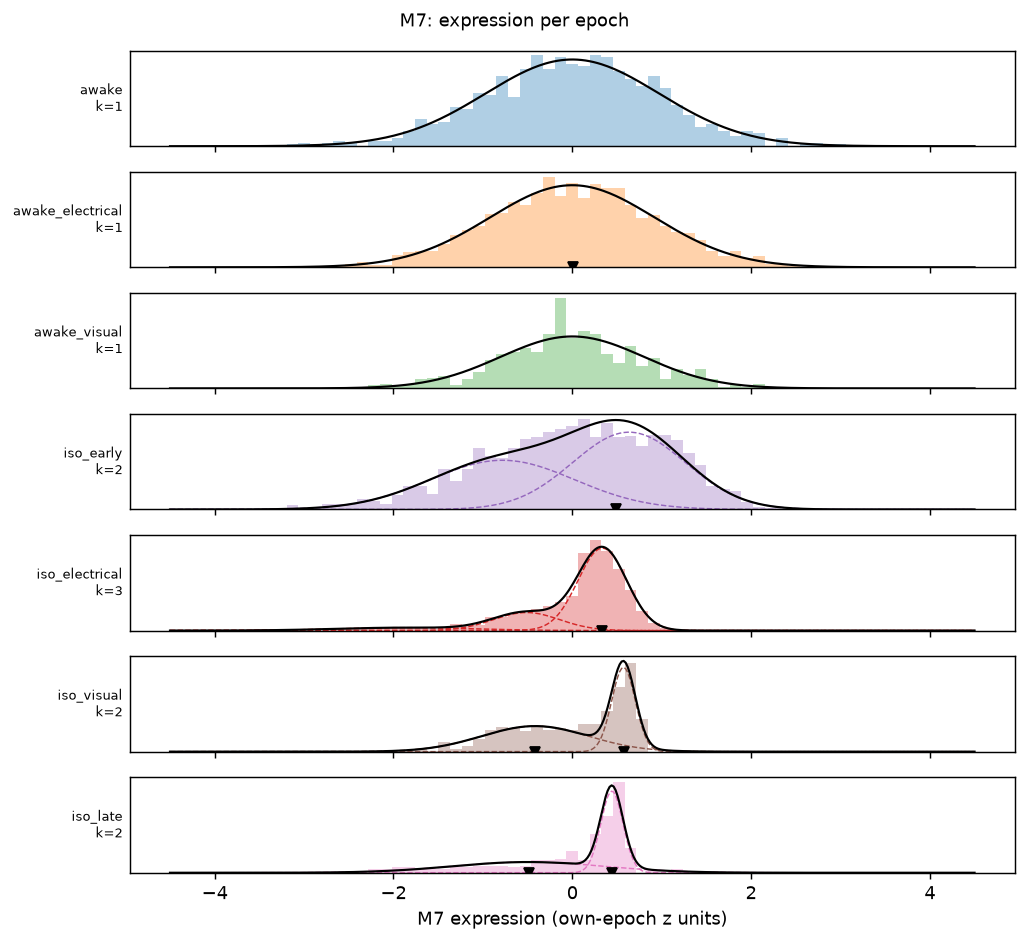 M7: expression per epoch
awake
k=1
awake_electrical
k=1
awake_visual
k=1
iso_early
k=2
iso_electrical
k=3
iso_visual
k=2
iso_late
k=2
−4 −2 0 2 4
M7 expression (own-epoch z units)